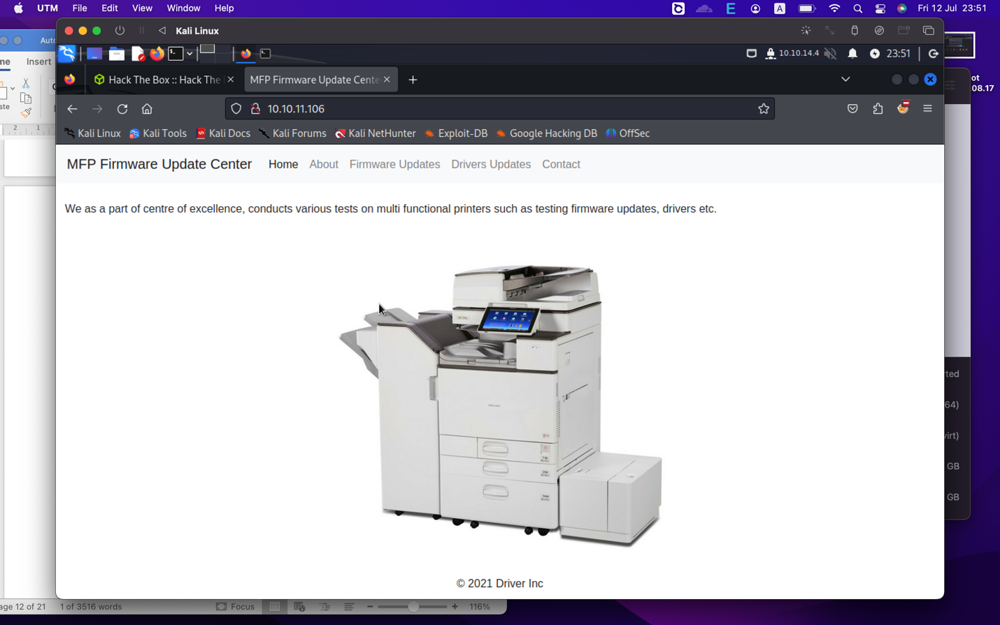 UTM File Edit View Window Help
E A Fri 12 Jul 23:51
Kali Linux
Auto
me Insert
ste
2 1
10.10.14.4 23:51
Hack The Box :: Hack The
MFP Firmware Update Cente
ot
08.17
10.10.11.106
Kali Linux Kali Tools Kali Docs Kali Forums Kali NetHunter Exploit-DB Google Hacking DB OffSec
MFP Firmware Update Center Home About Firmware Updates Drivers Updates Contact
We as a part of centre of excellence, conducts various tests on multi functional printers such as testing firmware updates, drivers etc.
rted
64)
virt)
GB
GB
© 2021 Driver Inc
age 12 of 21 1 of 3516 words Focus 116%